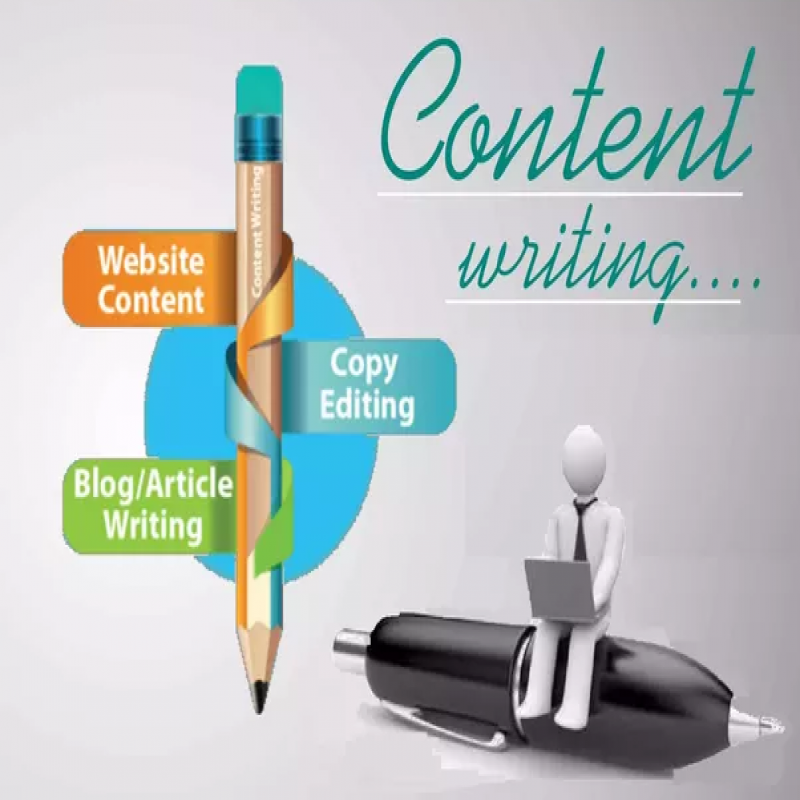 Content
writing....
Content Writing
Website
Content
Copy
Editing
Blog/Article
Writing